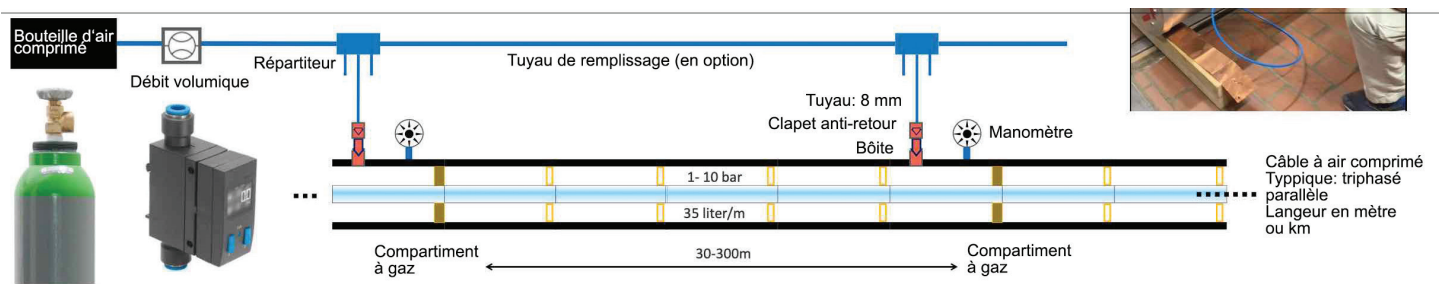 Bouteille d'air
comprimé
Débit volumique
Répartiteur
Tuyau de remplissage (en option)
Tuyau: 8 mm
Clapet anti-retour
Bôite
Manomètre
1- 10 bar
35 liter/m
Câble à air comprimé
Typpique: triphasé
parallèle
Langeur en mètre
ou km
Compartiment
à gaz
30-300m
Compartiment
à gaz